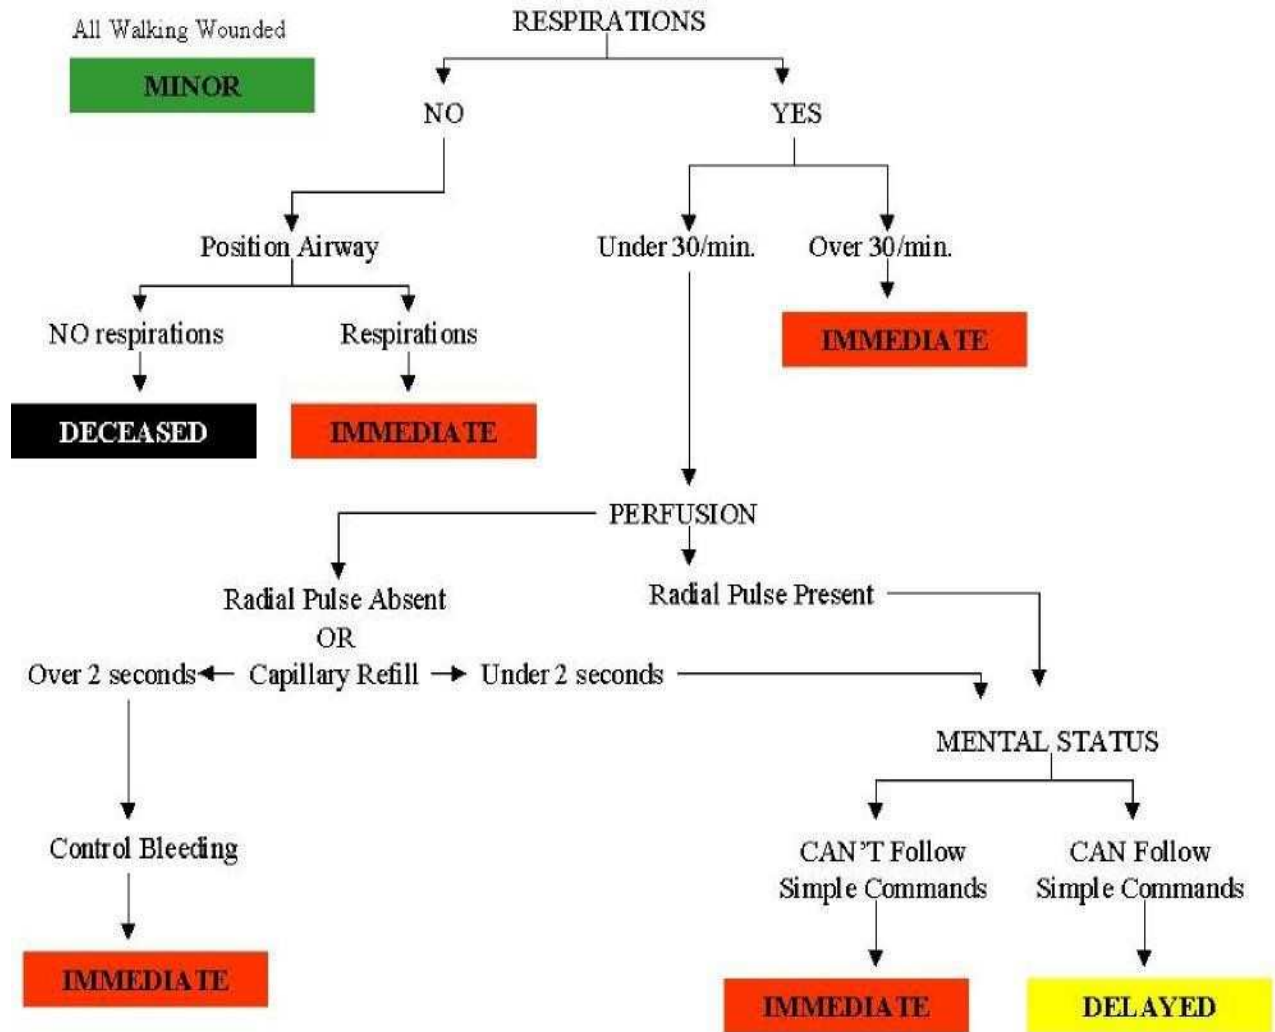 All Walking Wounded
MINOR
RESPIRATIONS
NO
YES
Position Airway
Under 30/min.
Over 30/min.
NO respirations
Respirations
IMMEDIATE
DECEASED
IMMEDIATE
PERFUSION
Radial Pulse Absent
Radial Pulse Present
OR
Over 2 seconds
Capillary Refill
Under 2 seconds
MENTAL STATUS
Control Bleeding
CAN'T Follow
Simple Commands
CAN Follow
Simple Commands
IMMEDIATE
IMMEDIATE
DELAYED